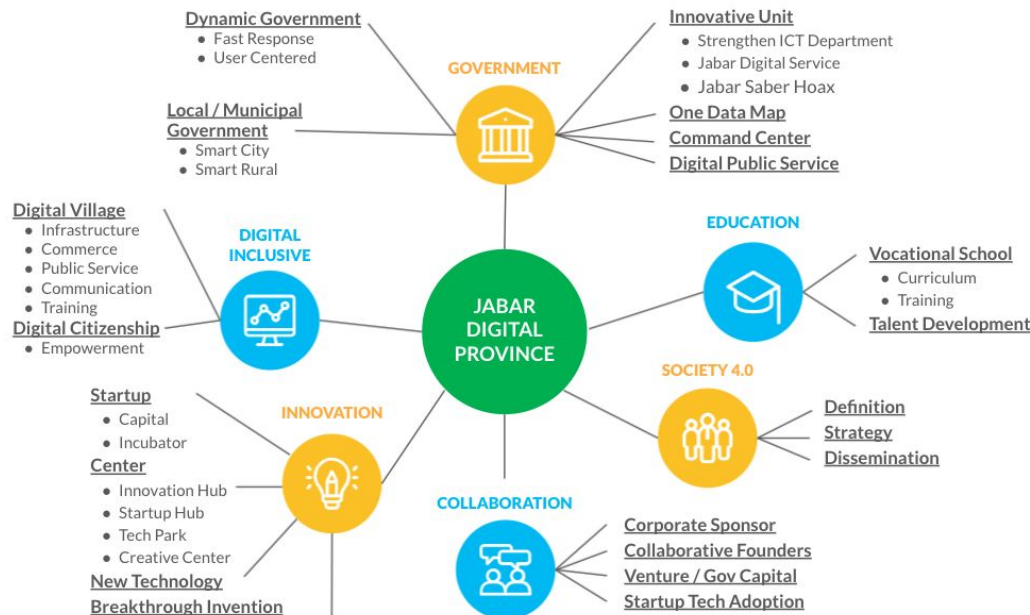 Dynamic Government
● Fast Response
● User Centered
GOVERNMENT
Innovative Unit
● Strengthen ICT Department
● Jabar Digital Service
● Jabar Saber Hoax
One Data Map
Command Center
Digital Public Service
Local / Municipal
Government
● Smart City
● Smart Rural
Digital Village
● Infrastructure
● Commerce
● Public Service
● Communication
● Training
Digital Citizenship
● Empowerment
DIGITAL
INCLUSIVE
JABAR
DIGITAL
PROVINCE
EDUCATION
Vocational School
● Curriculum
● Training
Talent Development
SOCIETY 4.0
Definition
Strategy
Dissemination
Startup
● Capital
● Incubator
Center
● Innovation Hub
● Startup Hub
● Tech Park
● Creative Center
New Technology
Breakthrough Invention
INNOVATION
COLLABORATION
Corporate Sponsor
Collaborative Founders
Venture / Gov Capital
Startup Tech Adoption